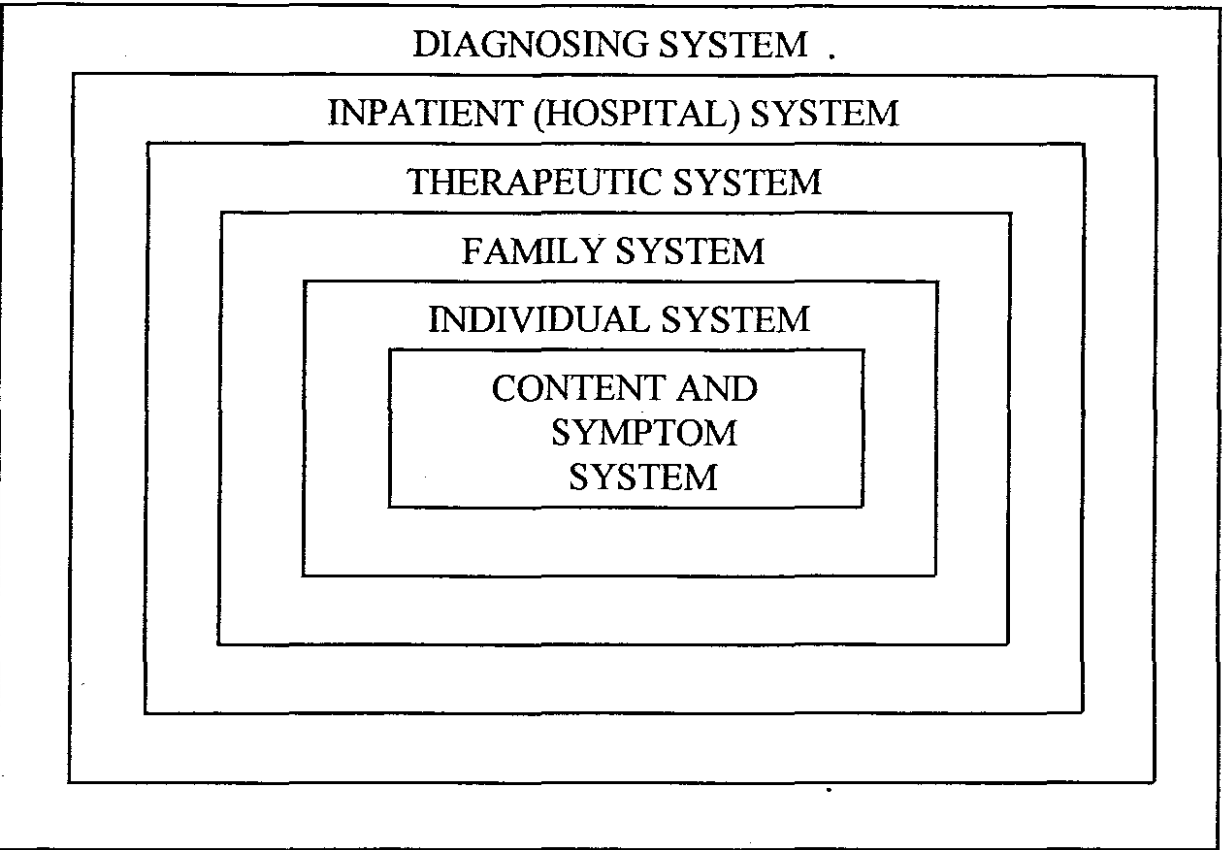 DIAGNOSING SYSTEM .
INPATIENT (HOSPITAL) SYSTEM
THERAPEUTIC SYSTEM
FAMILY SYSTEM
INDIVIDUAL SYSTEM
CONTENT AND
SYMPTOM
SYSTEM